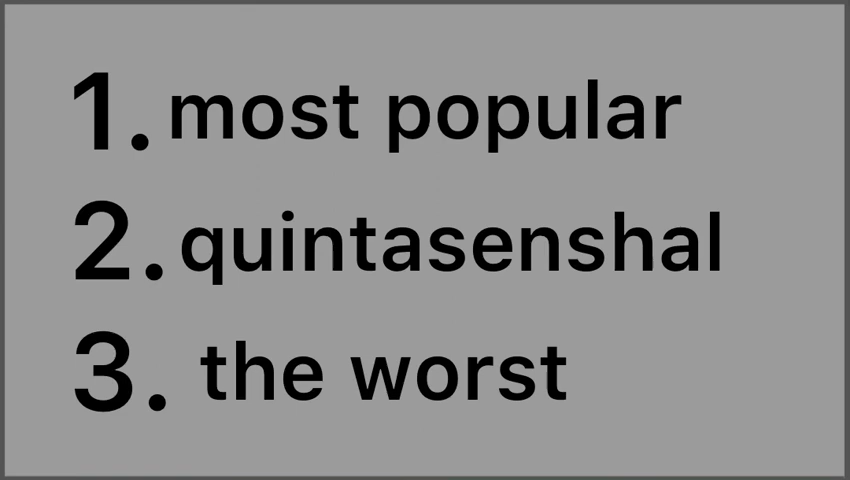 1. most popular
2. quintasenshal
3. the worst